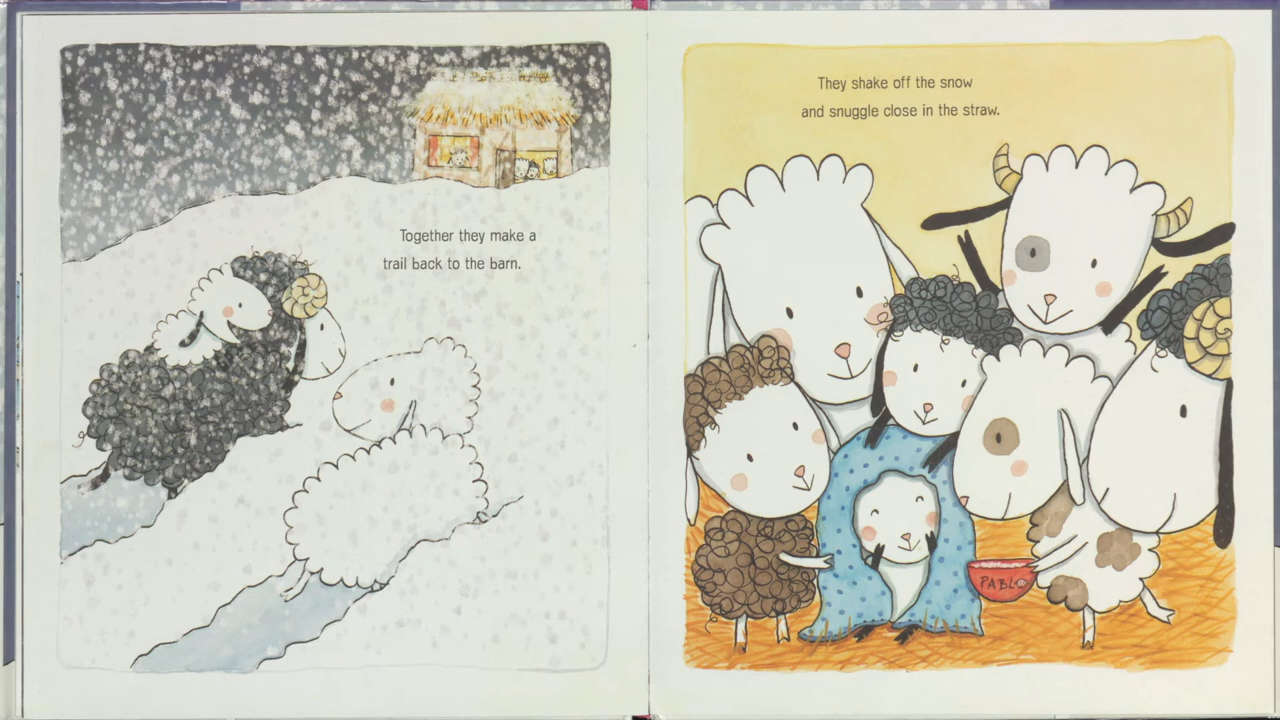 Together they make a
trail back to the barn.
They shake off the snow
and snuggle close in the straw.
PABLO